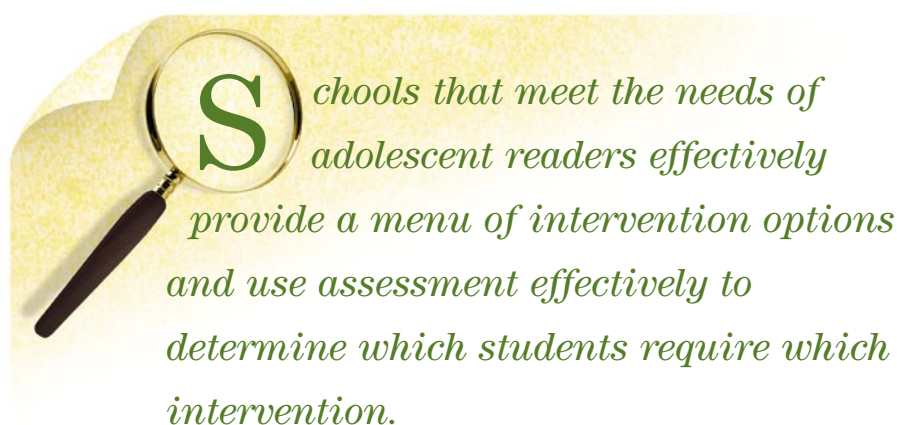 Schools that meet the needs of
adolescent readers effectively
provide a menu of intervention options
and use assessment effectively to
determine which students require which
intervention.